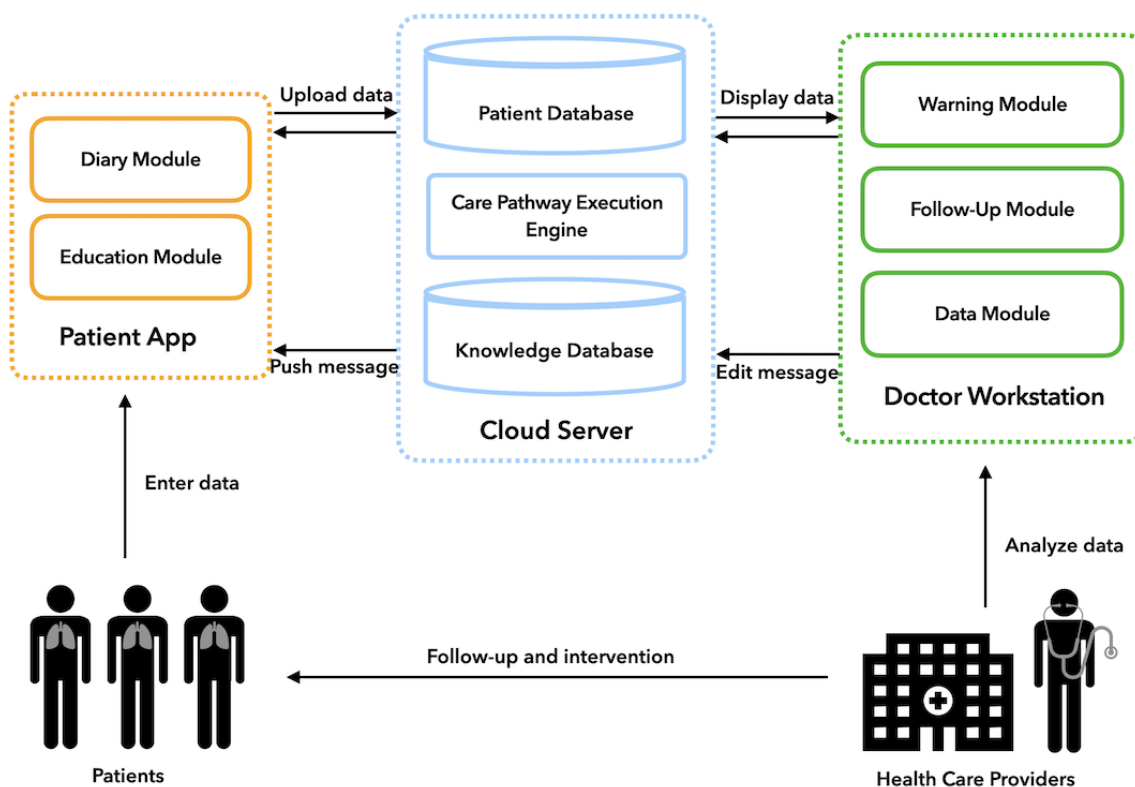 Upload data
Diary Module
Education Module
Patient App
Push message
Patient Database
Care Pathway Execution
Engine
Knowledge Database
Cloud Server
Display data
Edit message
Warning Module
Follow-Up Module
Data Module
Doctor Workstation
Enter data
Analyze data
Follow-up and intervention
Patients
Health Care Providers